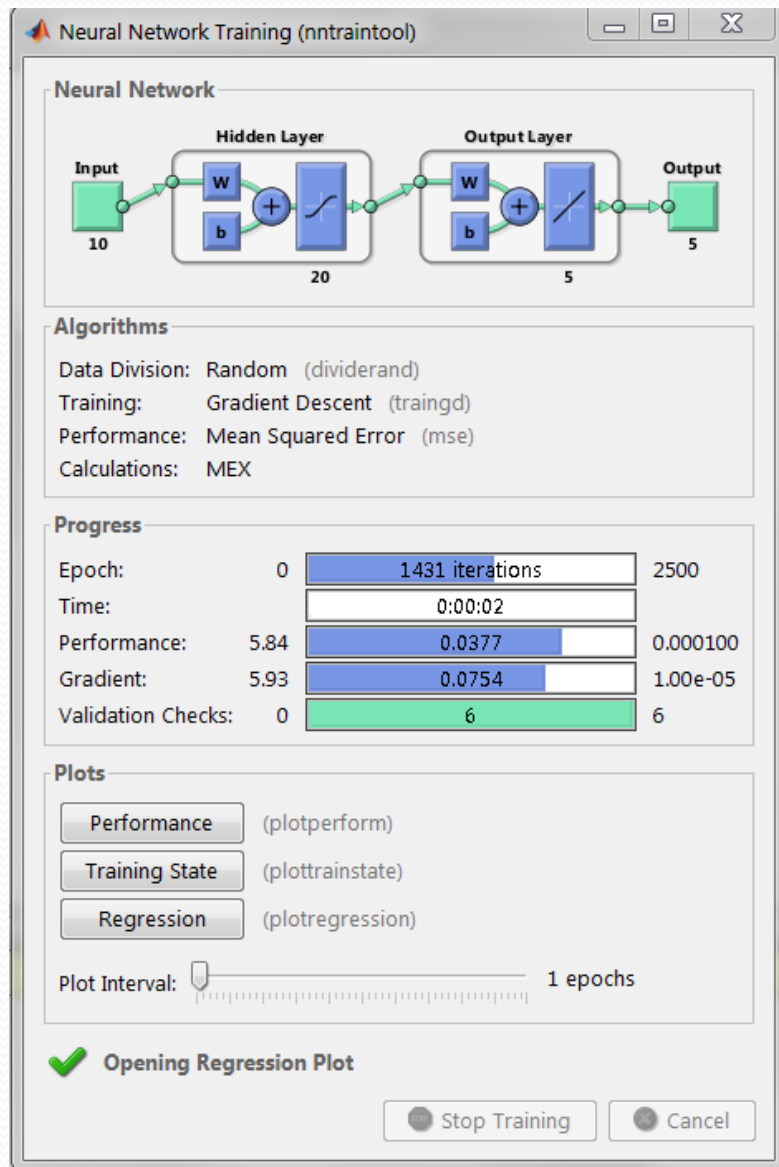 Neural Network Training (nntraintool)
Neural Network
Hidden Layer
Output Layer
Input
Output
W
b
W
b
10
20
5
5
Algorithms
Data Division: Random (dividerand)
Training: Gradient Descent (traingd)
Performance: Mean Squared Error (mse)
Calculations: MEX
Progress
Epoch: 0 1431 iterations 2500
Time: 0:00:02
Performance: 5.84 0.0377 0.000100
Gradient: 5.93 0.0754 1.00e-05
Validation Checks: 0 6 6
Plots
Performance (plotperform)
Training State (plottrainstate)
Regression (plotregression)
Plot Interval: 1 epochs
Opening Regression Plot
Stop Training Cancel